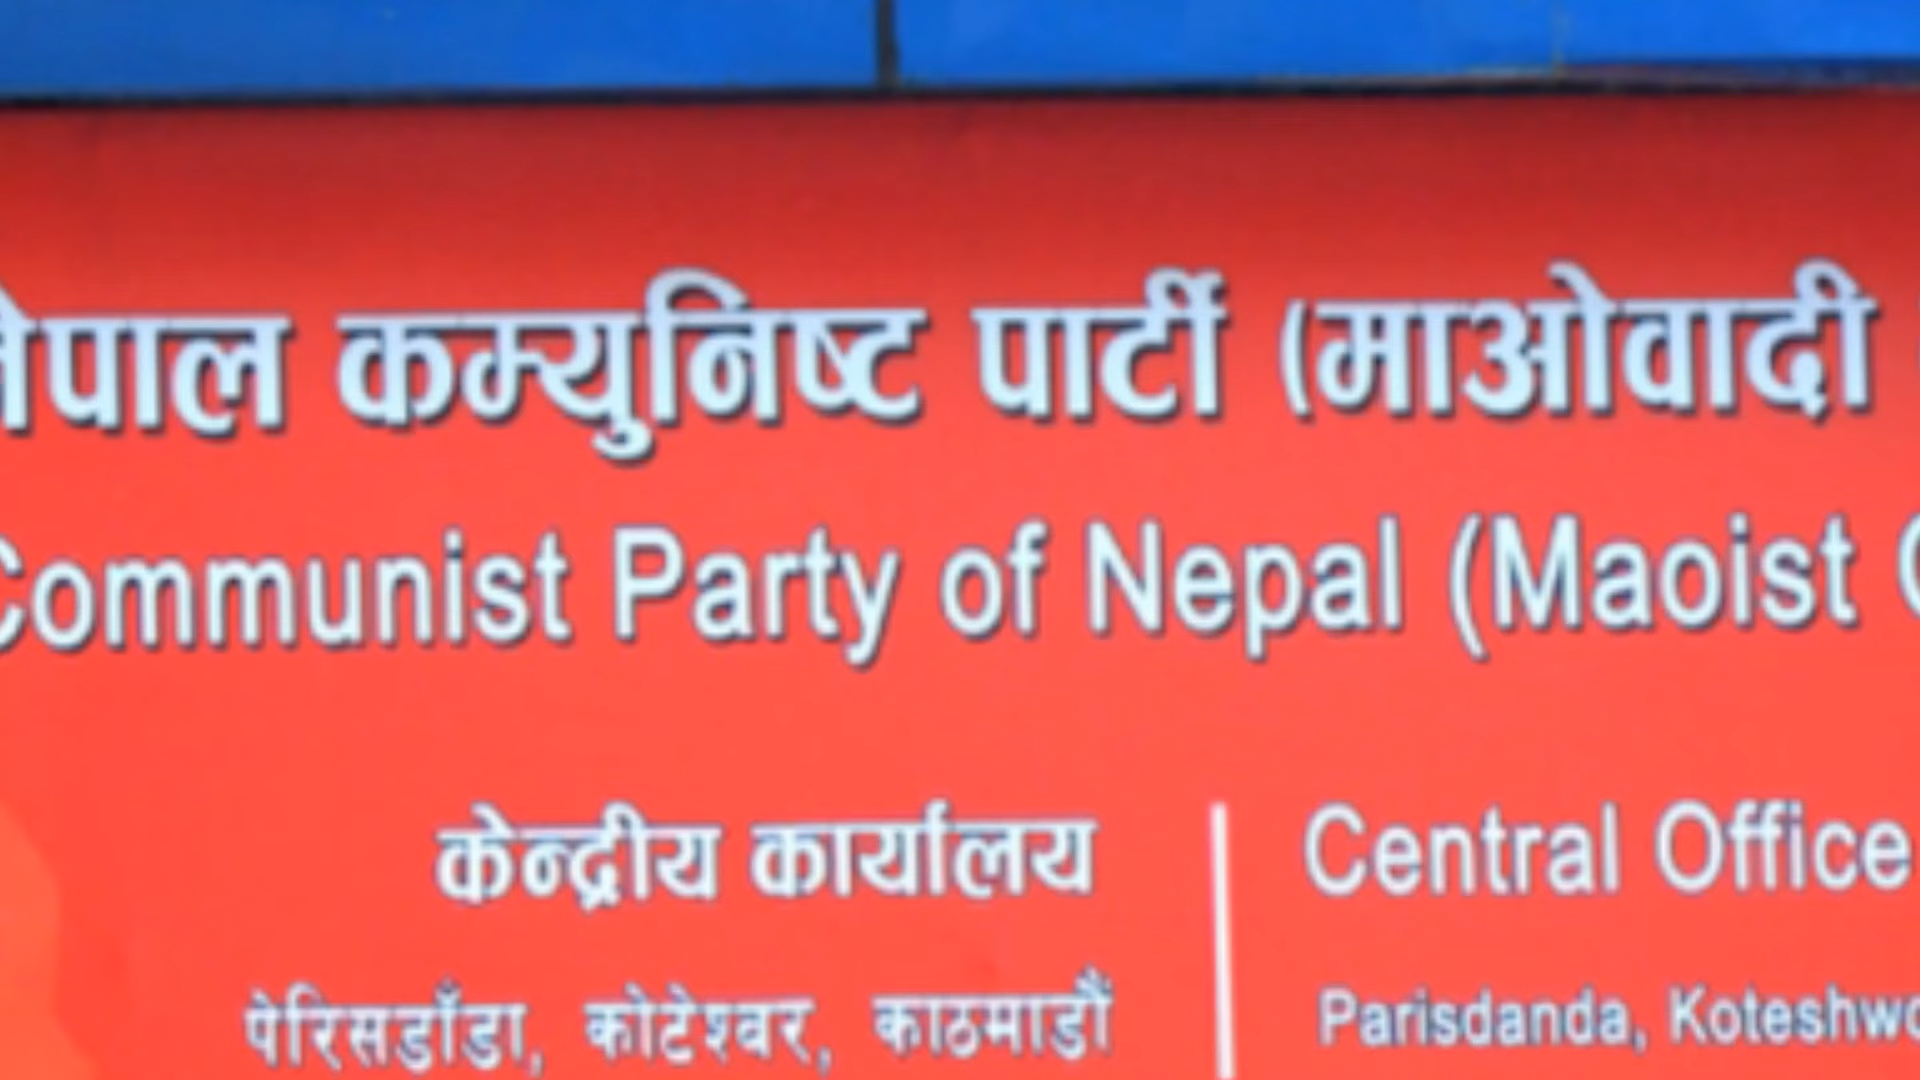 नेपाल कम्युनिष्ट पार्टी (माओवादी
Communist Party of Nepal (Maoist
केन्द्रीय कार्यालय
Central Office
पेरिसडाँडा, कोटेश्वर, काठमाडौं
Parisdanda,